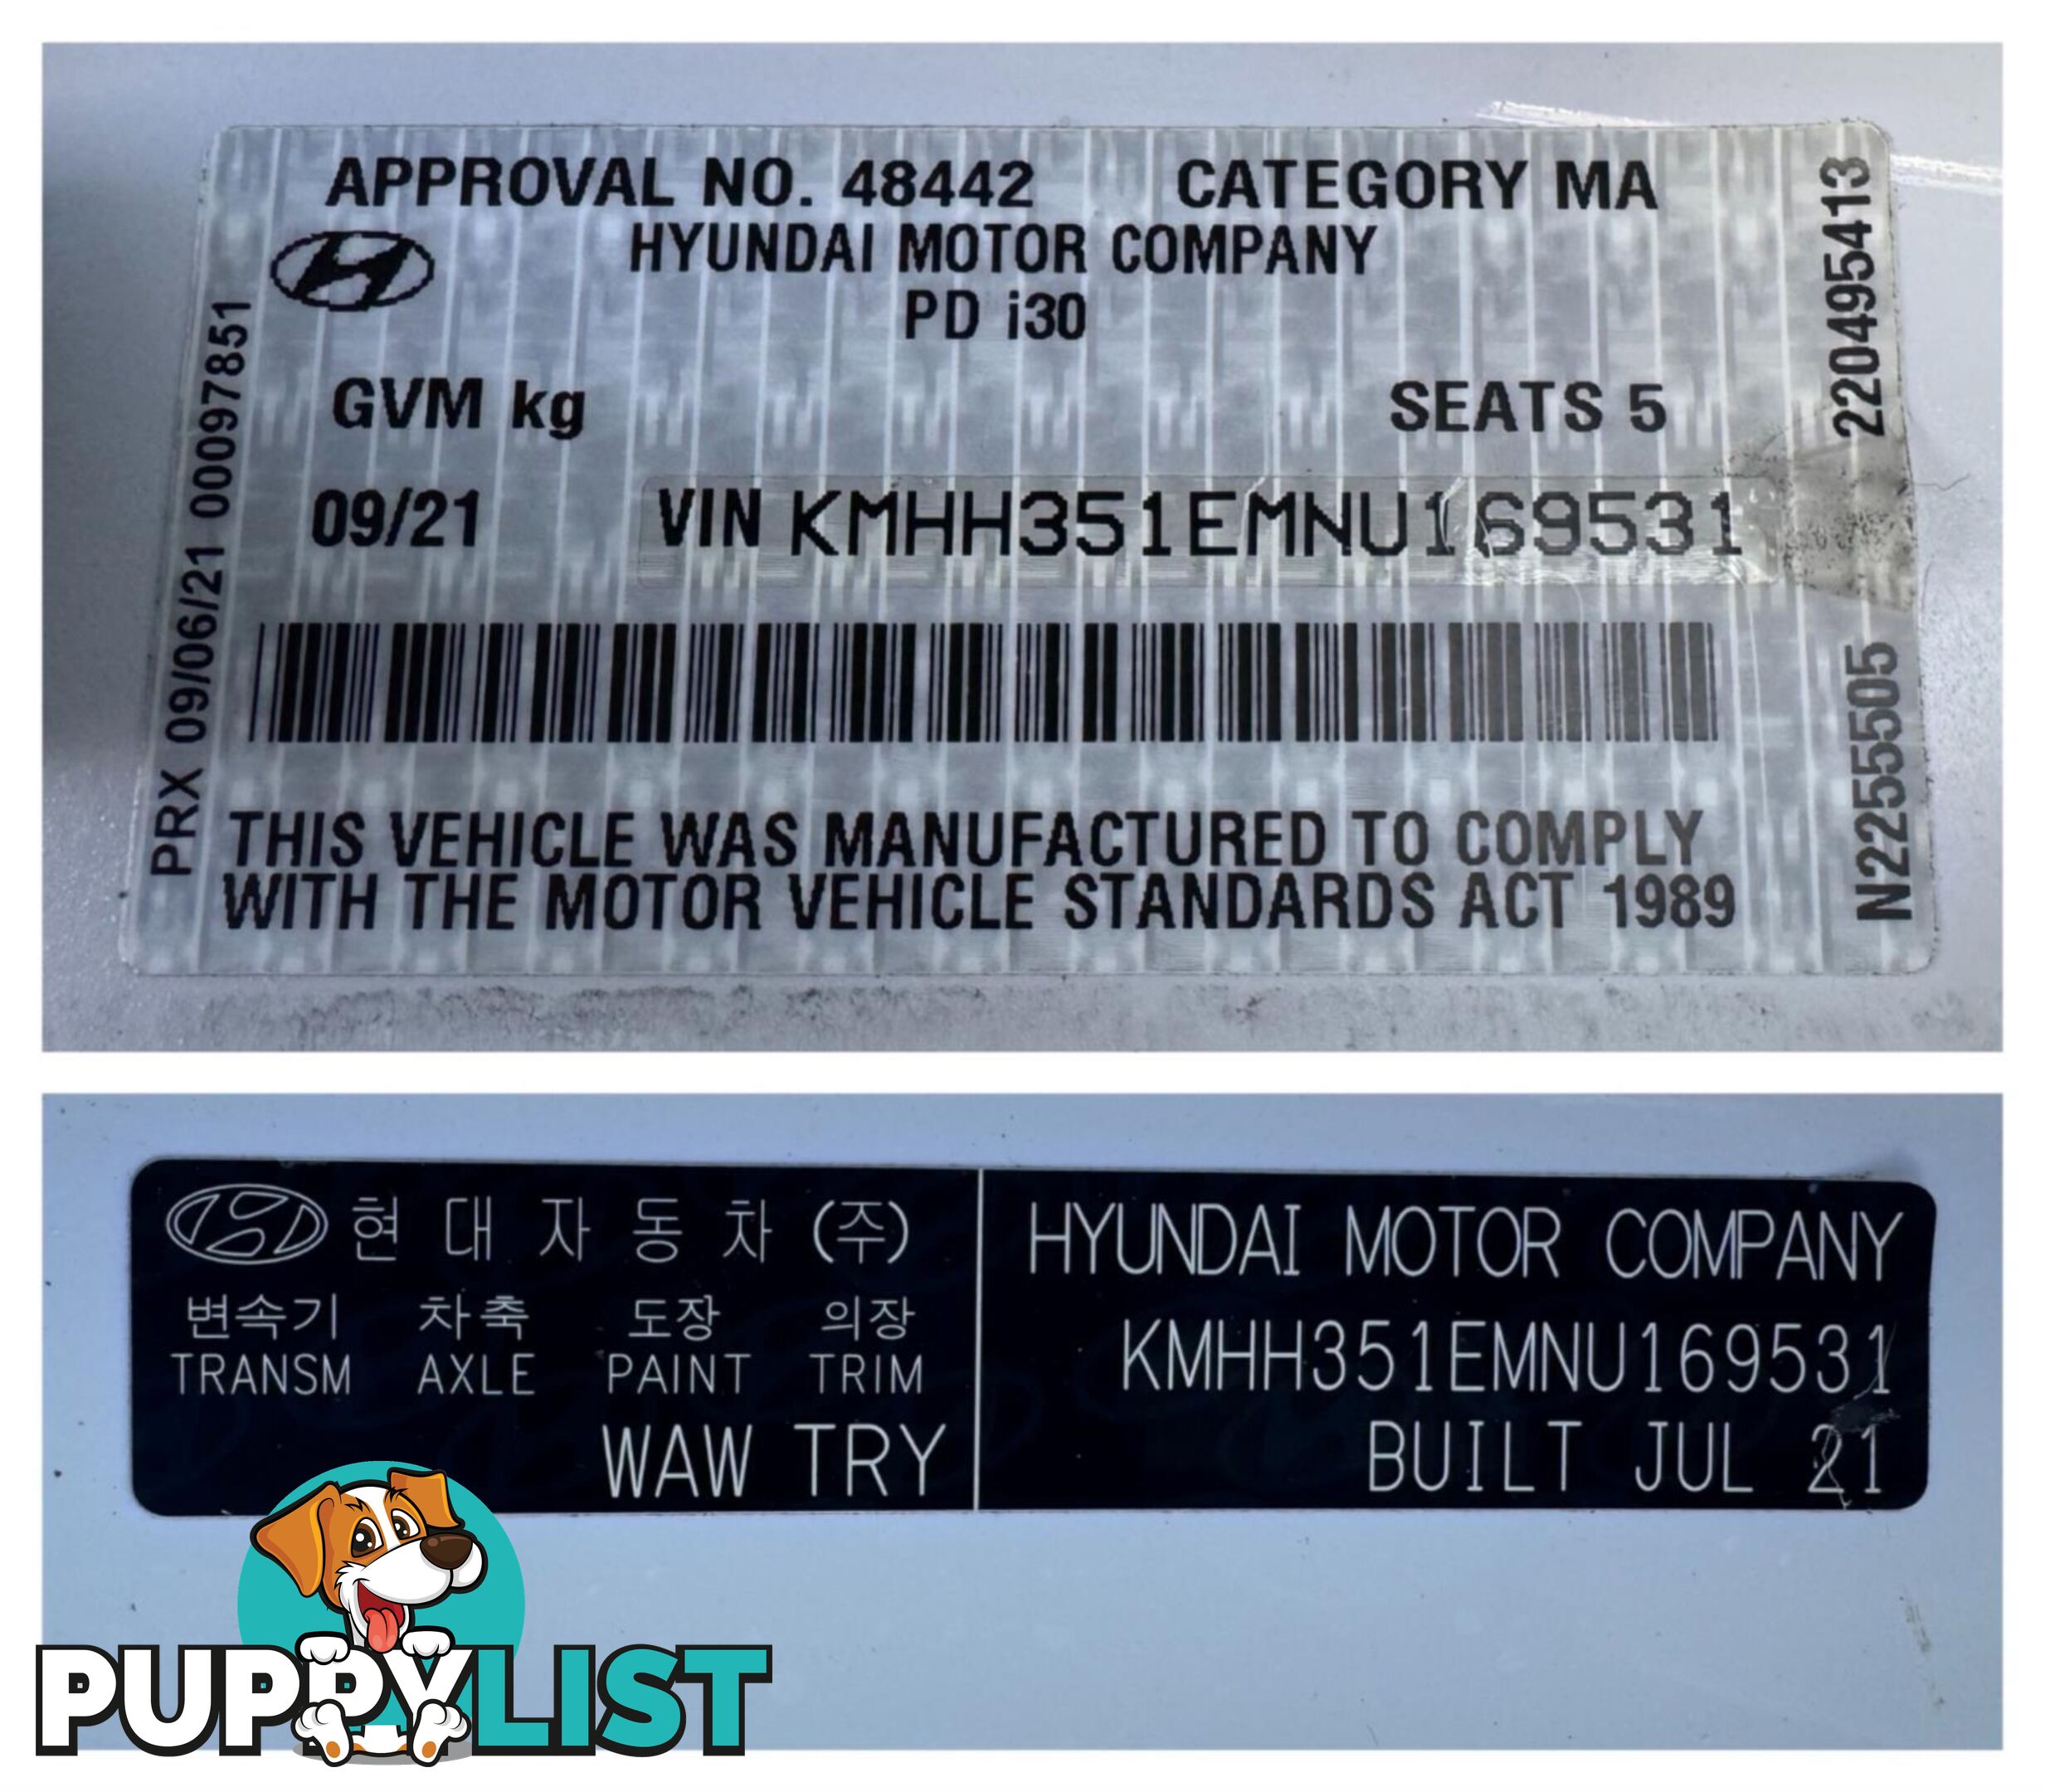 APPROVAL NO. 48442 CATEGORY MA
HYUNDAI MOTOR COMPANY
PD i30
GVM kg SEATS 5
09/21 VIN KMHH351EMNU169531
THIS VEHICLE WAS MANUFACTURED TO COMPLY
WITH THE MOTOR VEHICLE STANDARDS ACT 1989
PRX 09/06/21 00097851
220495413
N2255505
현대자동차(주)
변속기 차축 도장 의장
TRANSM AXLE PAINT TRIM
WAW TRY
HYUNDAI MOTOR COMPANY
KMHH351EMNU169531
BUILT JUL 21
PUPPYLIST